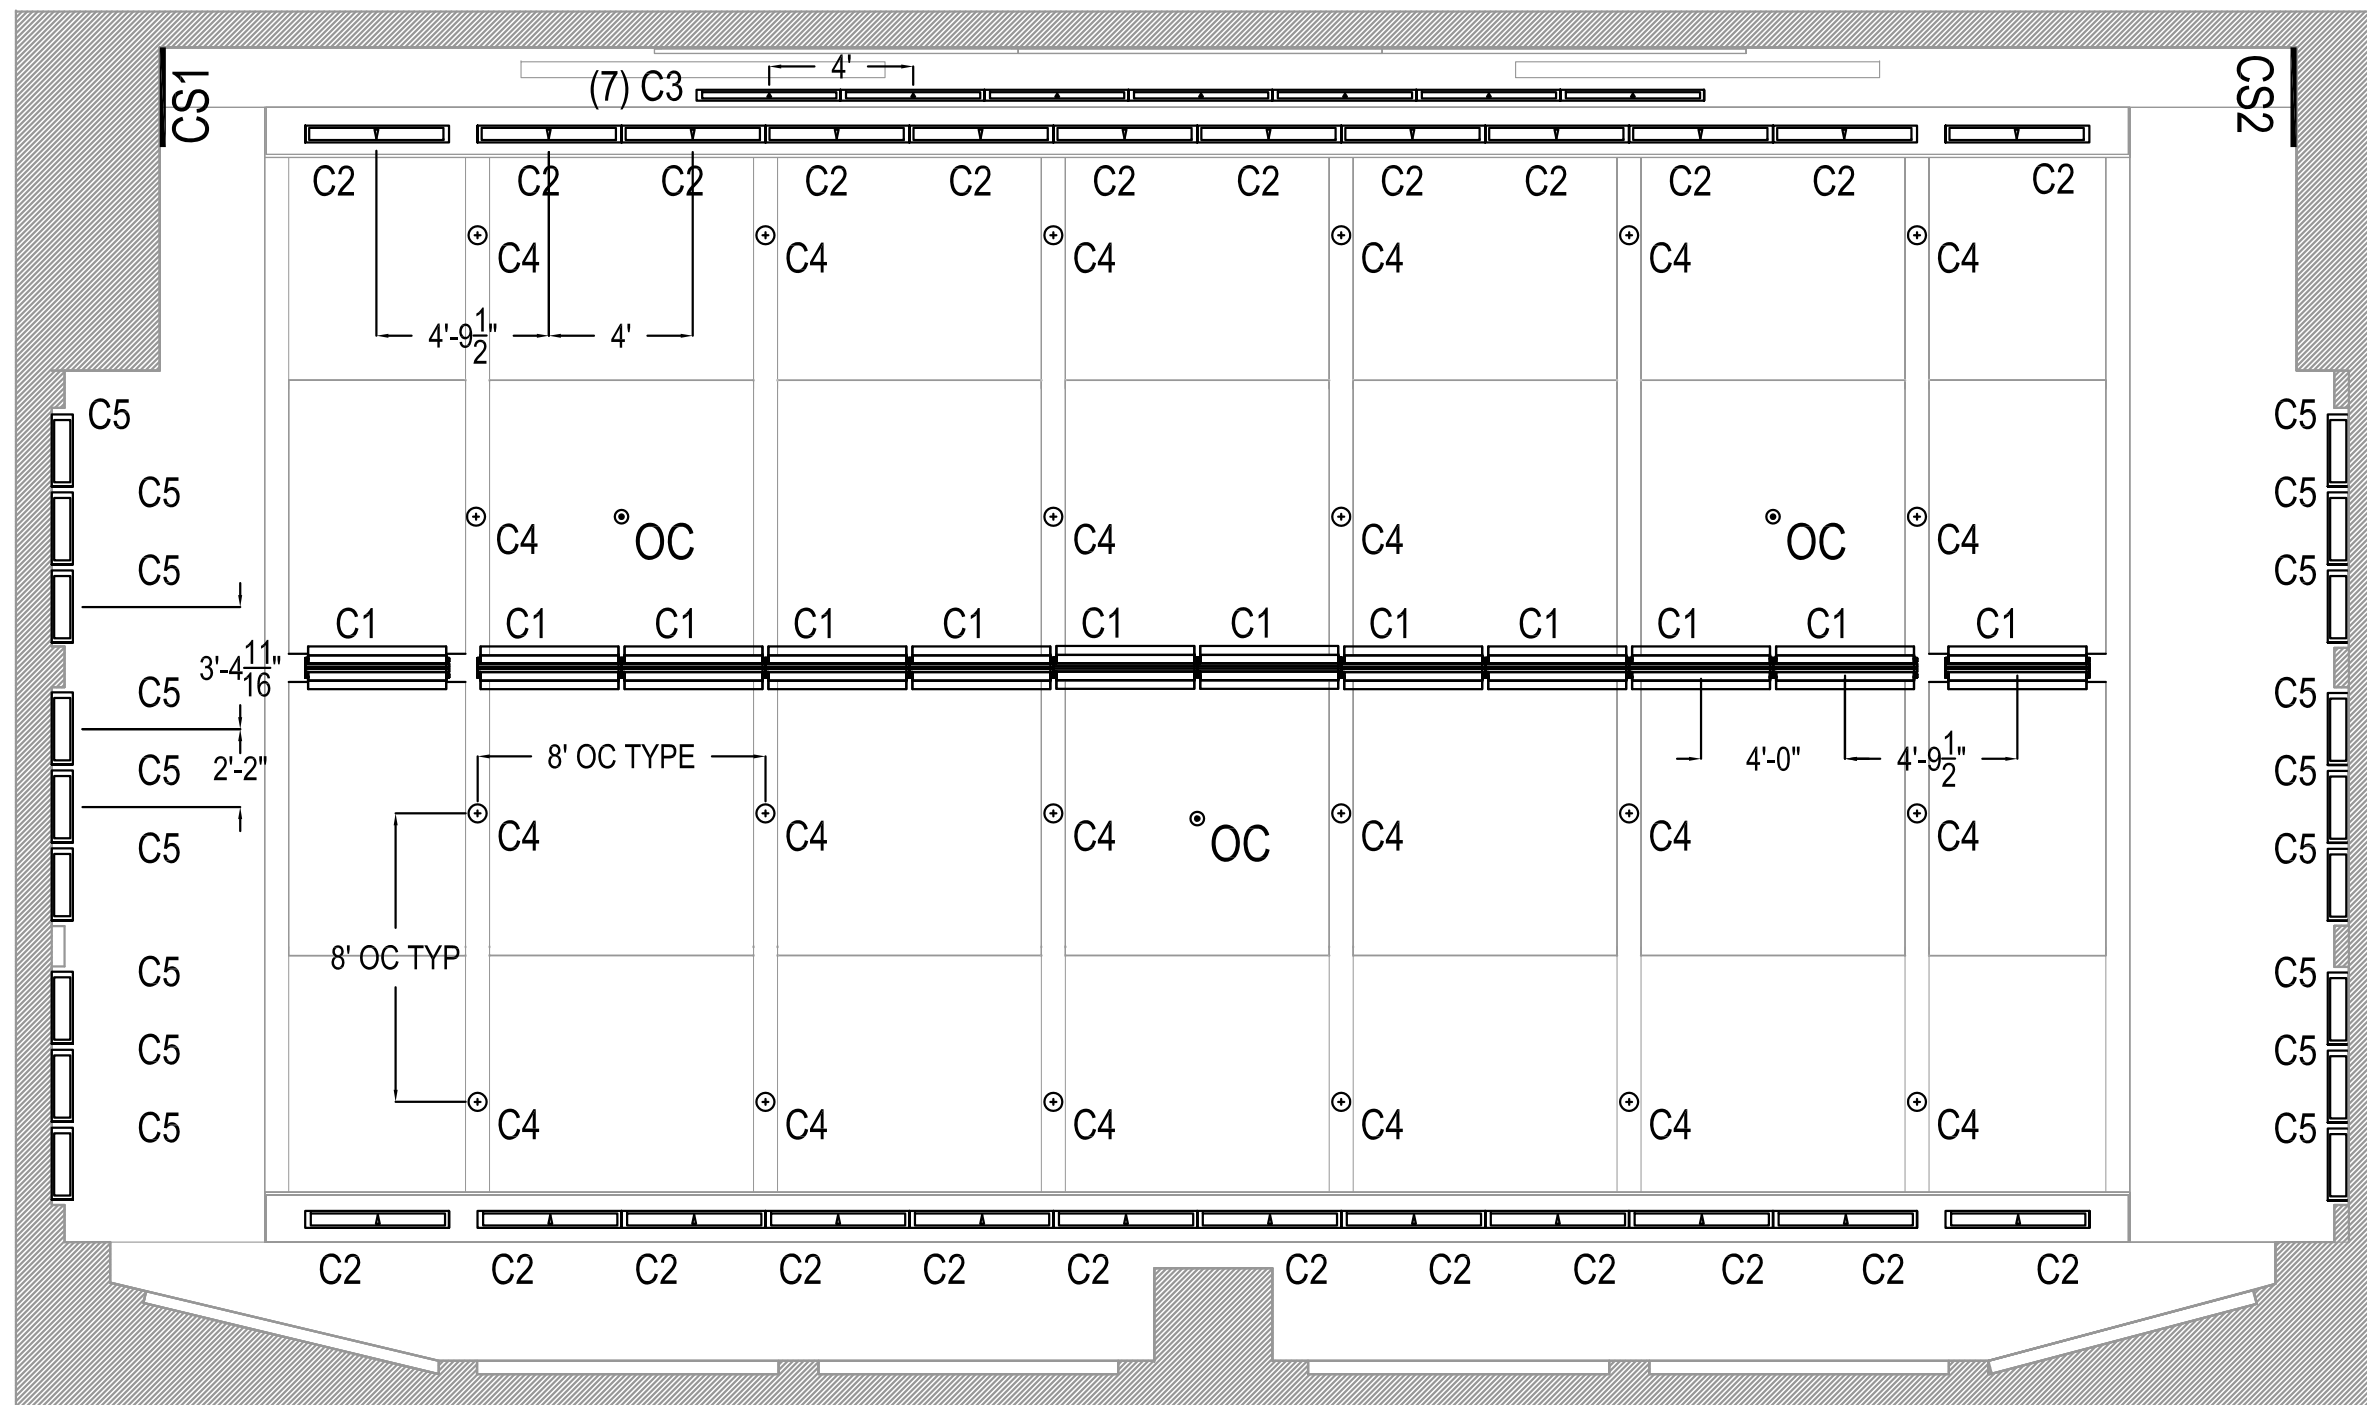 4'
(7) C3
CS1
CS2
C2 C2 C2 C2 C2 C2 C2 C2 C2 C2 C2 C2
C4 C4 C4 C4 C4 C4
4'-9 1/2" 4'
C5 C5
C5 C5
C4 OC C4 C4 OC C4
C5 C5
C1 C1 C1 C1 C1 C1 C1 C1 C1 C1 C1 C1
3'-4 11/16"
C5 C5
8' OC TYPE 4'-0" 4'-9 1/2"
C5 2'-2" C5
C4 C4 C4 OC C4 C4 C4
C5 C5
8' OC TYP
C5 C5
C5 C5
C4 C4 C4 C4 C4 C4
C5 C5
C2 C2 C2 C2 C2 C2 C2 C2 C2 C2 C2 C2